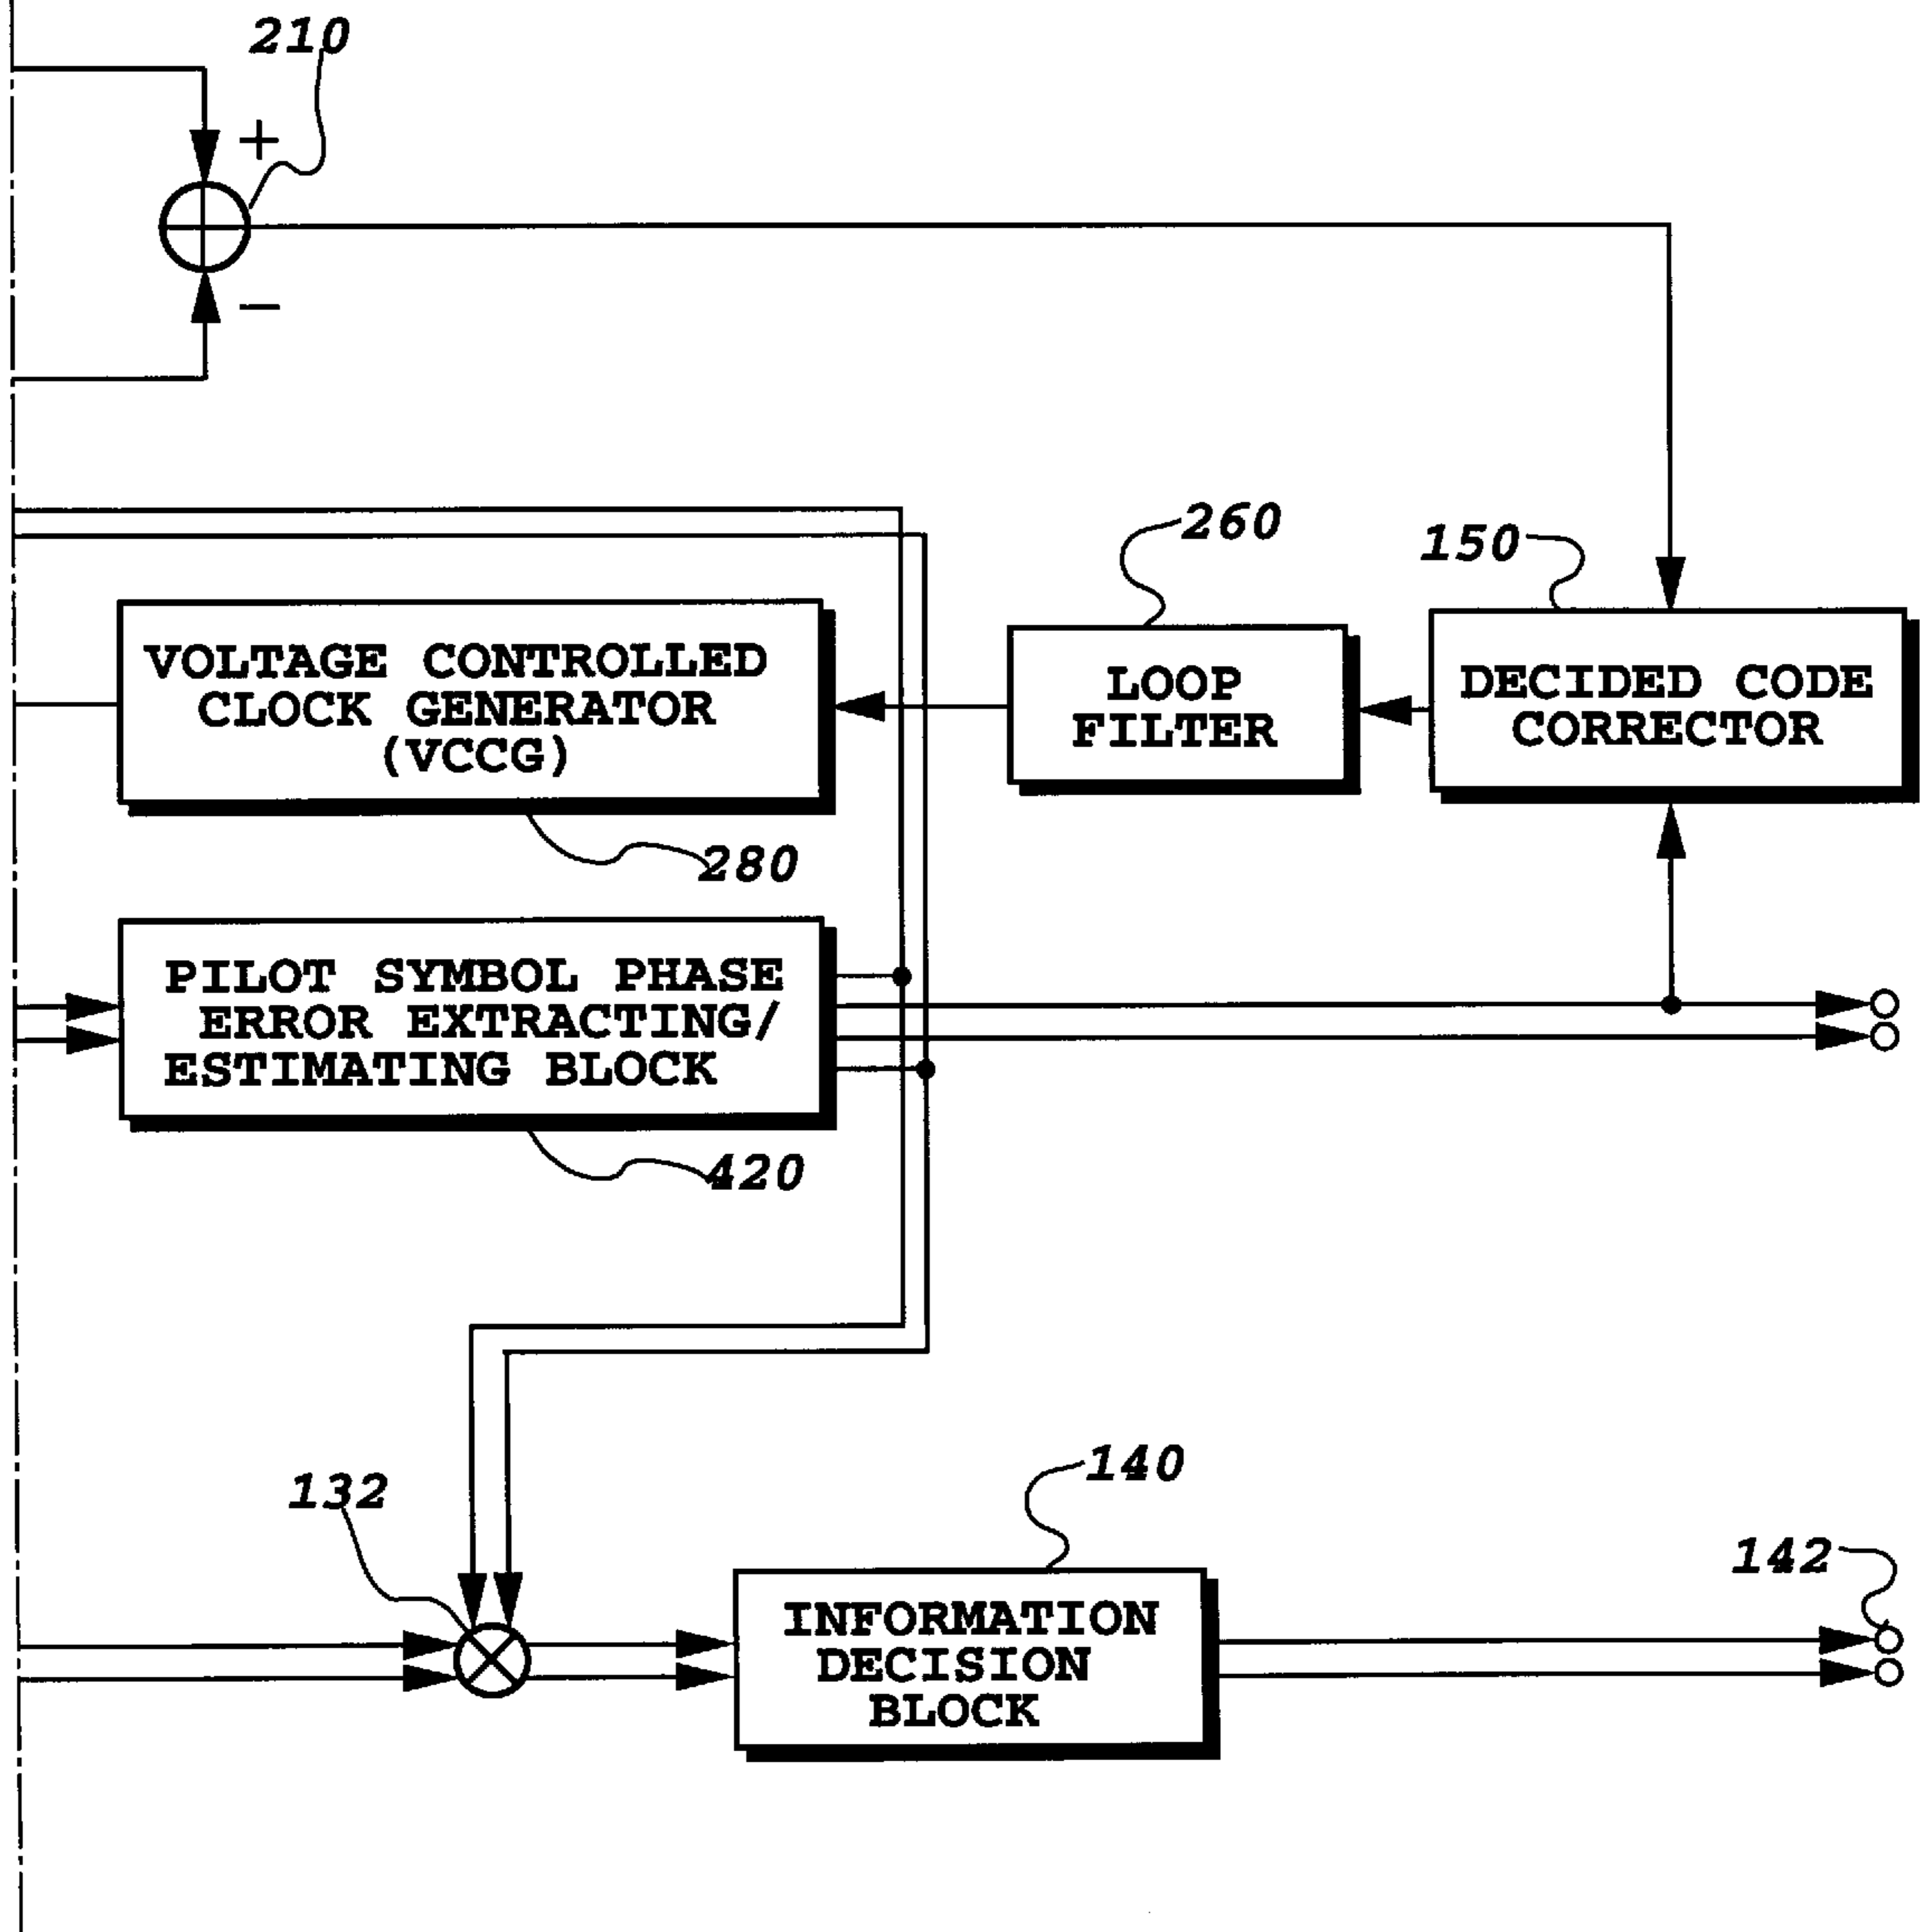 210
+
−
260
150
VOLTAGE CONTROLLED
CLOCK GENERATOR
(VCCG)
LOOP
FILTER
DECIDED CODE
CORRECTOR
280
PILOT SYMBOL PHASE
ERROR EXTRACTING/
ESTIMATING BLOCK
420
132
140
142
INFORMATION
DECISION
BLOCK